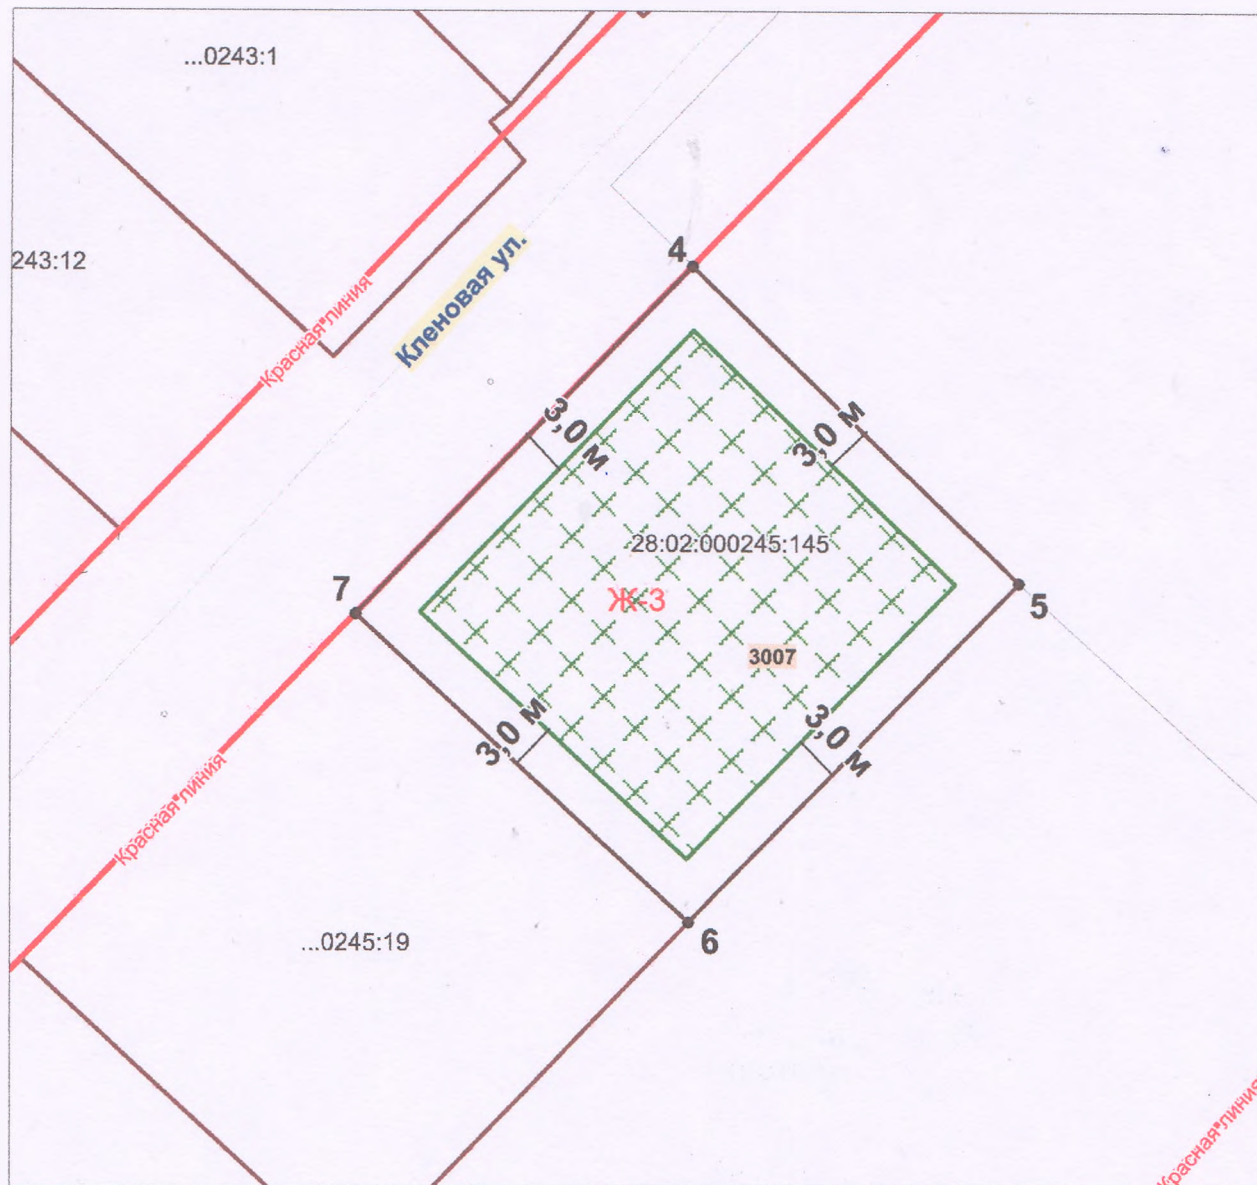 ...0243:1
243:12
Кленовая ул.
Красная линия
4
3,0 м
3,0 м
28:02:000245:145
Ж-3
7
5
3007
3,0 м
3,0 м
Красная линия
6
...0245:19
Красная линия